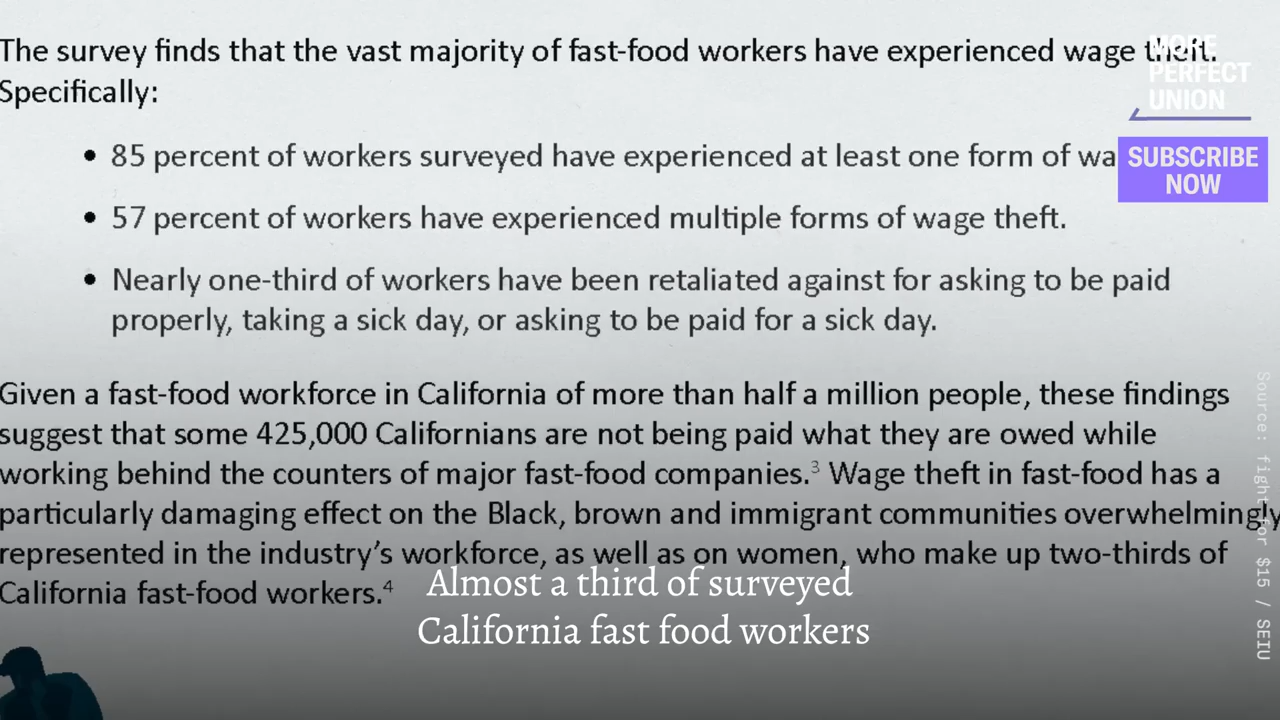 The survey finds that the vast majority of fast-food workers have experienced wage theft.
Specifically:
• 85 percent of workers surveyed have experienced at least one form of
• 57 percent of workers have experienced multiple forms of wage theft.
• Nearly one-third of workers have been retaliated against for asking to be paid
properly, taking a sick day, or asking to be paid for a sick day.
Given a fast-food workforce in California of more than half a million people, these findings
suggest that some 425,000 Californians are not being paid what they are owed while
working behind the counters of major fast-food companies.3 Wage theft in fast-food has a
particularly damaging effect on the Black, brown and immigrant communities overwhelmingly
represented in the industry’s workforce, as well as on women, who make up two-thirds of
California fast-food workers.4
Almost a third of surveyed
California fast food workers
MORE
PERFECT
UNION
SUBSCRIBE
NOW
Source: fight for $15 / SEIU